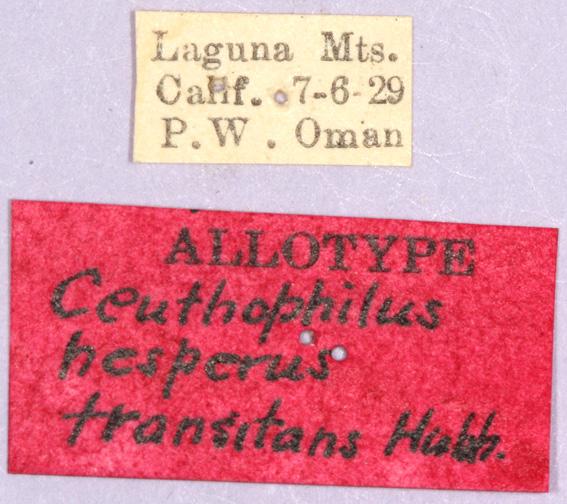 Laguna Mts.
Calif. 7-6-29
P.W. Oman
ALLOTYPE
Ceuthophilus
hesperus
transitans Hubb.